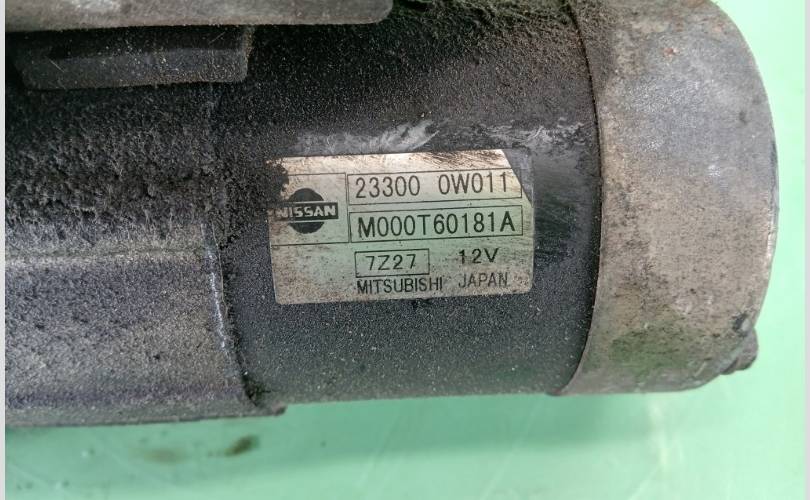 23300 0W011
NISSAN
M000T60181A
7Z27 12V
MITSUBISHI JAPAN